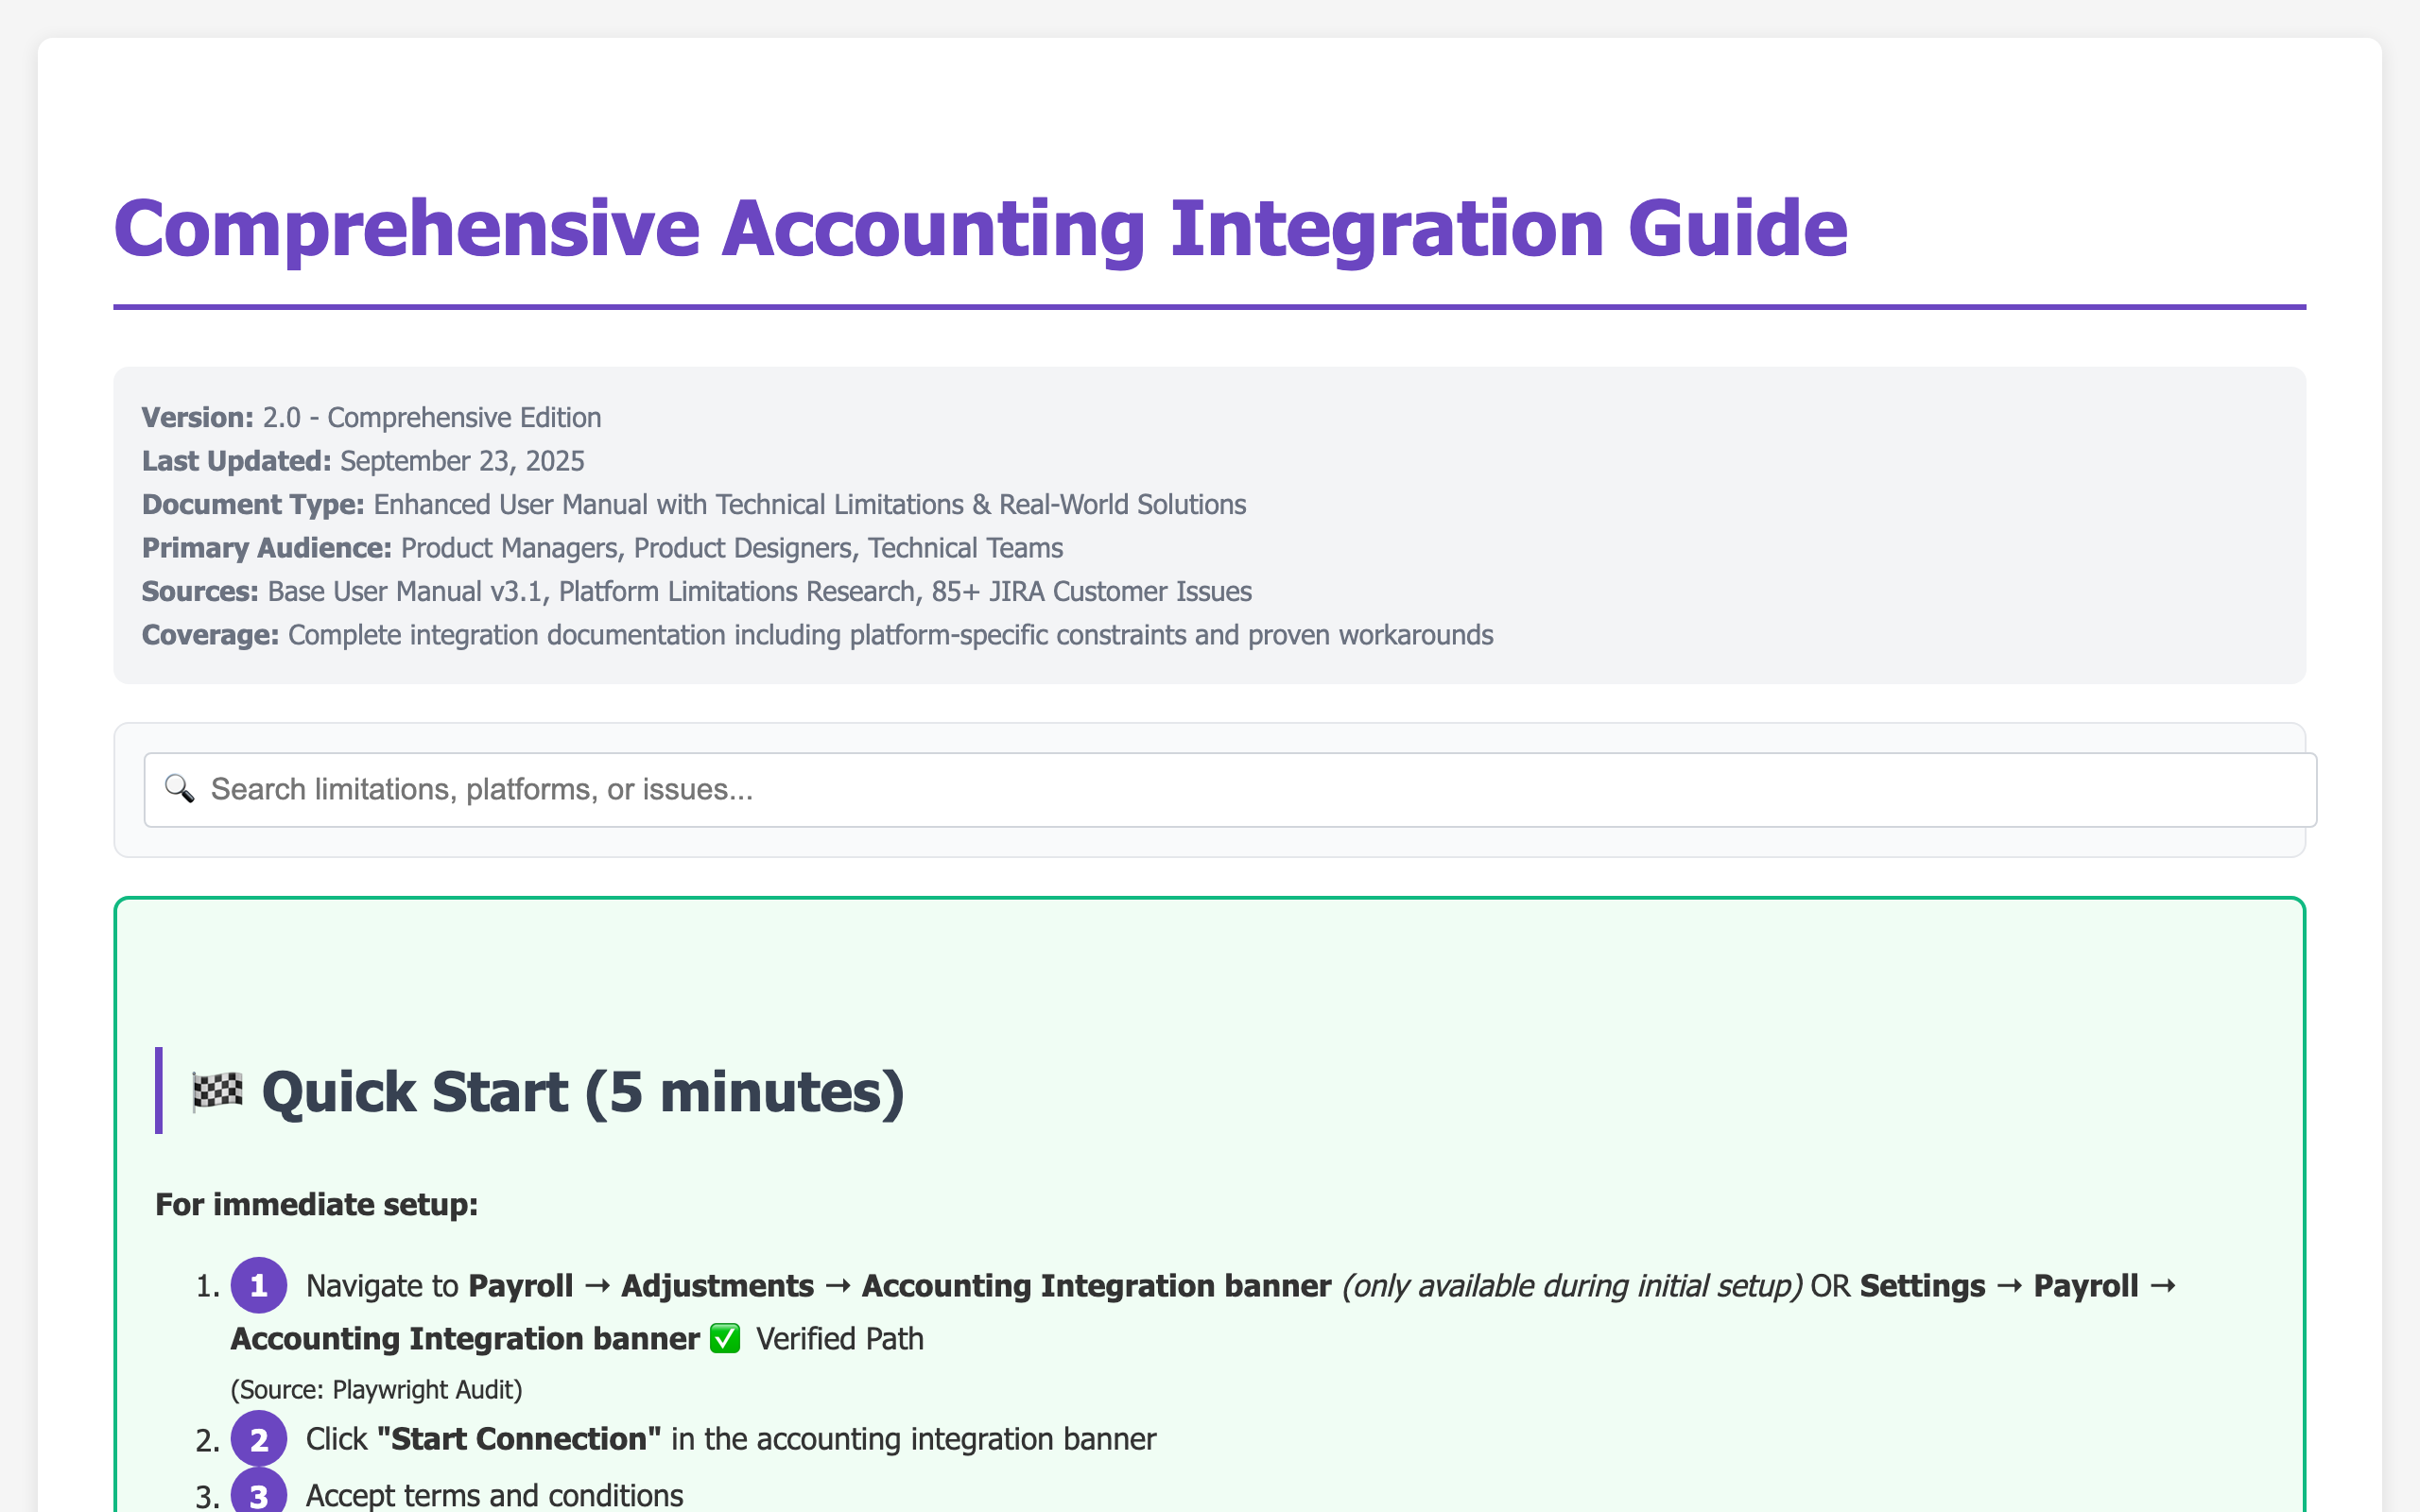 Comprehensive Accounting Integration Guide
Version: 2.0 - Comprehensive Edition
Last Updated: September 23, 2025
Document Type: Enhanced User Manual with Technical Limitations & Real-World Solutions
Primary Audience: Product Managers, Product Designers, Technical Teams
Sources: Base User Manual v3.1, Platform Limitations Research, 85+ JIRA Customer Issues
Coverage: Complete integration documentation including platform-specific constraints and proven workarounds
🔍 Search limitations, platforms, or issues...
🏁 Quick Start (5 minutes)
For immediate setup:
1. 1 Navigate to Payroll → Adjustments → Accounting Integration banner (only available during initial setup) OR Settings → Payroll →
Accounting Integration banner ✅ Verified Path
(Source: Playwright Audit)
2. 2 Click "Start Connection" in the accounting integration banner
3. 3 Accept terms and conditions